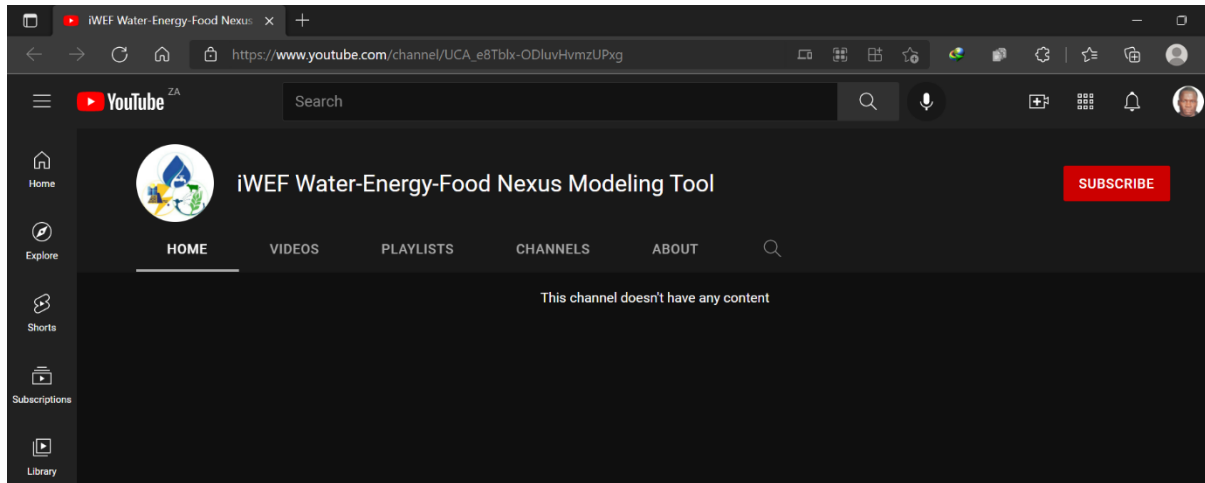 iWEF Water-Energy-Food Nexus
https://www.youtube.com/channel/UCA_e8Tblx-ODluvHvmzUPxg
YouTube ZA
Search
iWEF Water-Energy-Food Nexus Modeling Tool
SUBSCRIBE
HOME VIDEOS PLAYLISTS CHANNELS ABOUT
This channel doesn't have any content
Home
Explore
Shorts
Subscriptions
Library